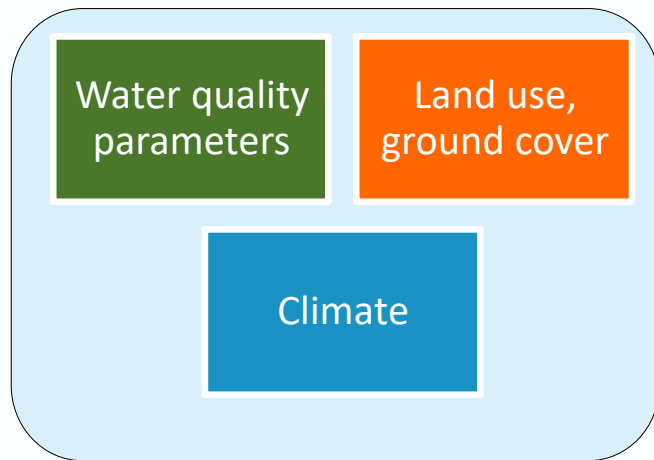 Water quality
parameters
Land use,
ground cover
Climate